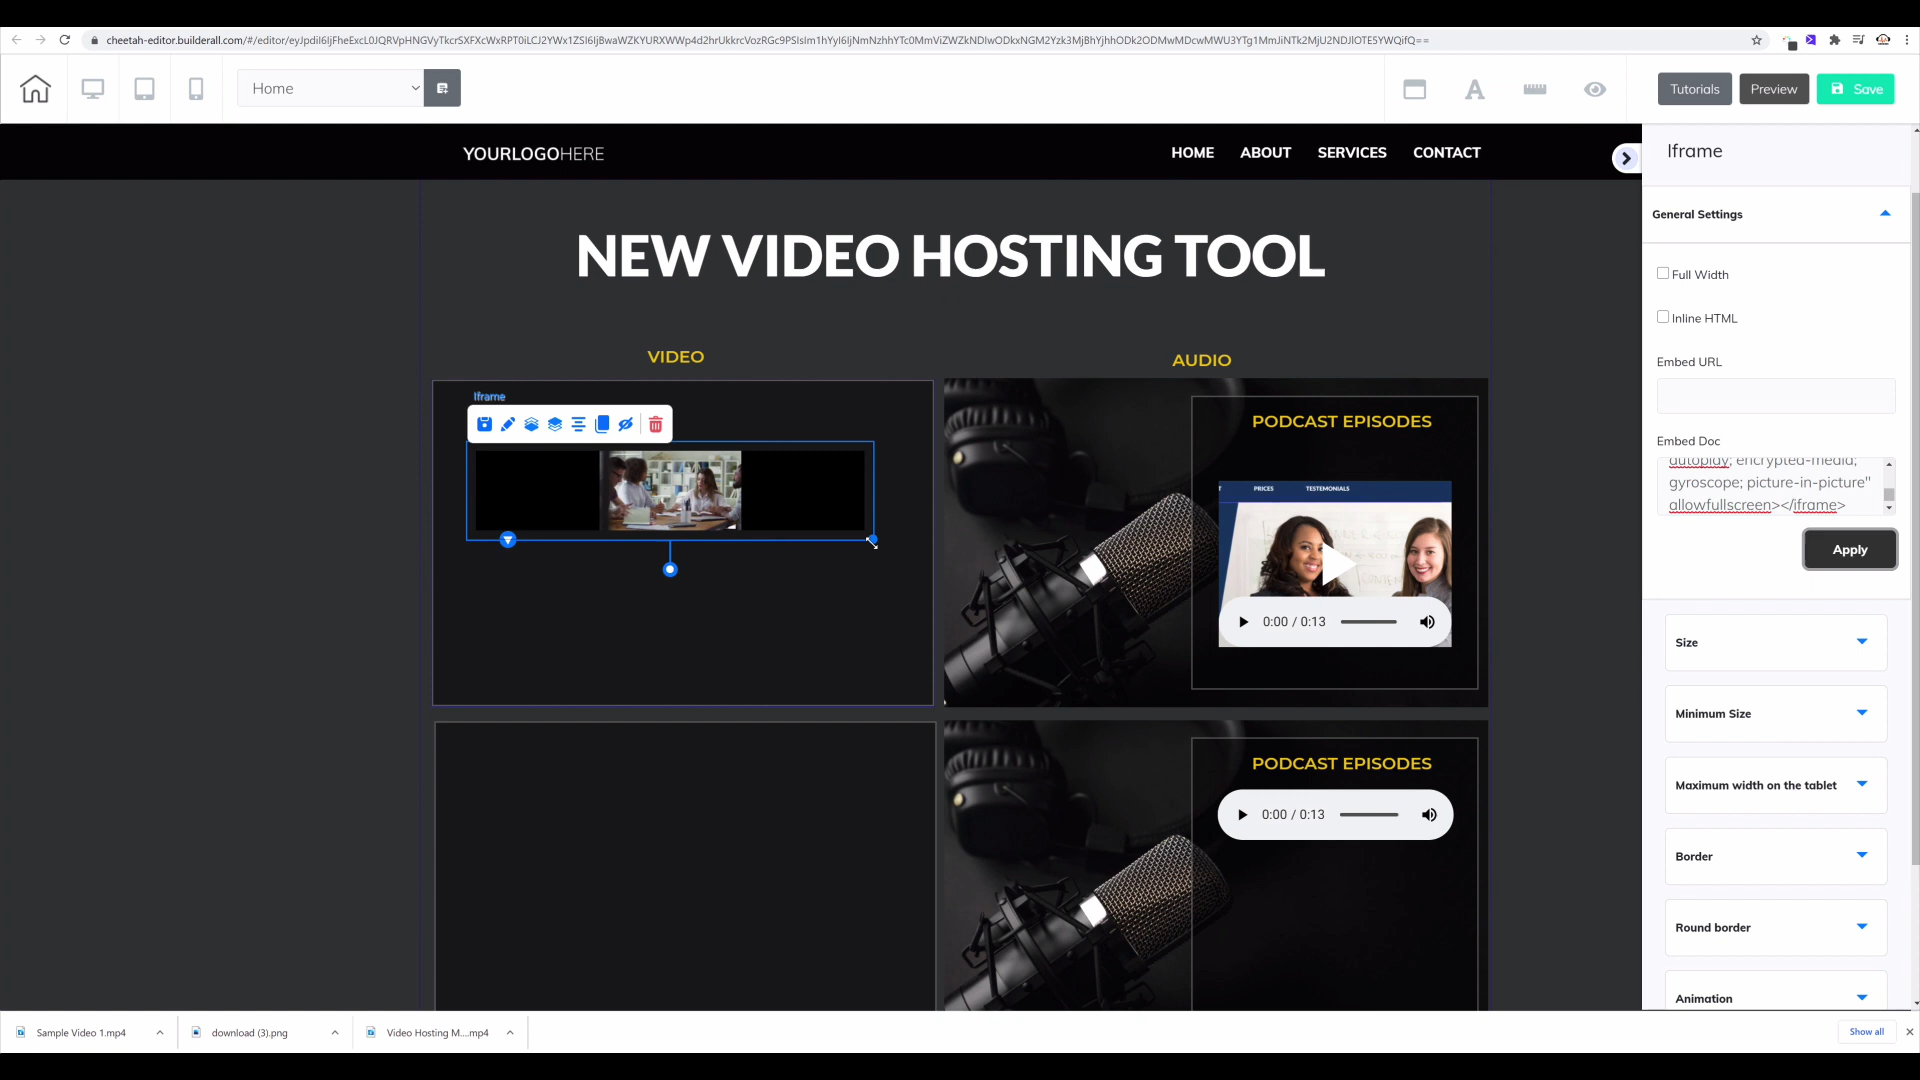 cheetah-editor.builderall.com/#/editor/
Home
Tutorials
Preview
Save
YOURLOGOHERE
HOME
ABOUT
SERVICES
CONTACT
Iframe
General Settings
NEW VIDEO HOSTING TOOL
Full Width
Inline HTML
VIDEO
AUDIO
Embed URL
Iframe
PODCAST EPISODES
Embed Doc
autoplay; encrypted-media;
gyroscope; picture-in-picture"
allowfullscreen></iframe>
T
PRICES
TESTEMONIALS
Apply
0:00 / 0:13
Size
Minimum Size
PODCAST EPISODES
Maximum width on the tablet
0:00 / 0:13
Border
Round border
Animation
Sample Video 1.mp4
download (3).png
Video Hosting M....mp4
Show all